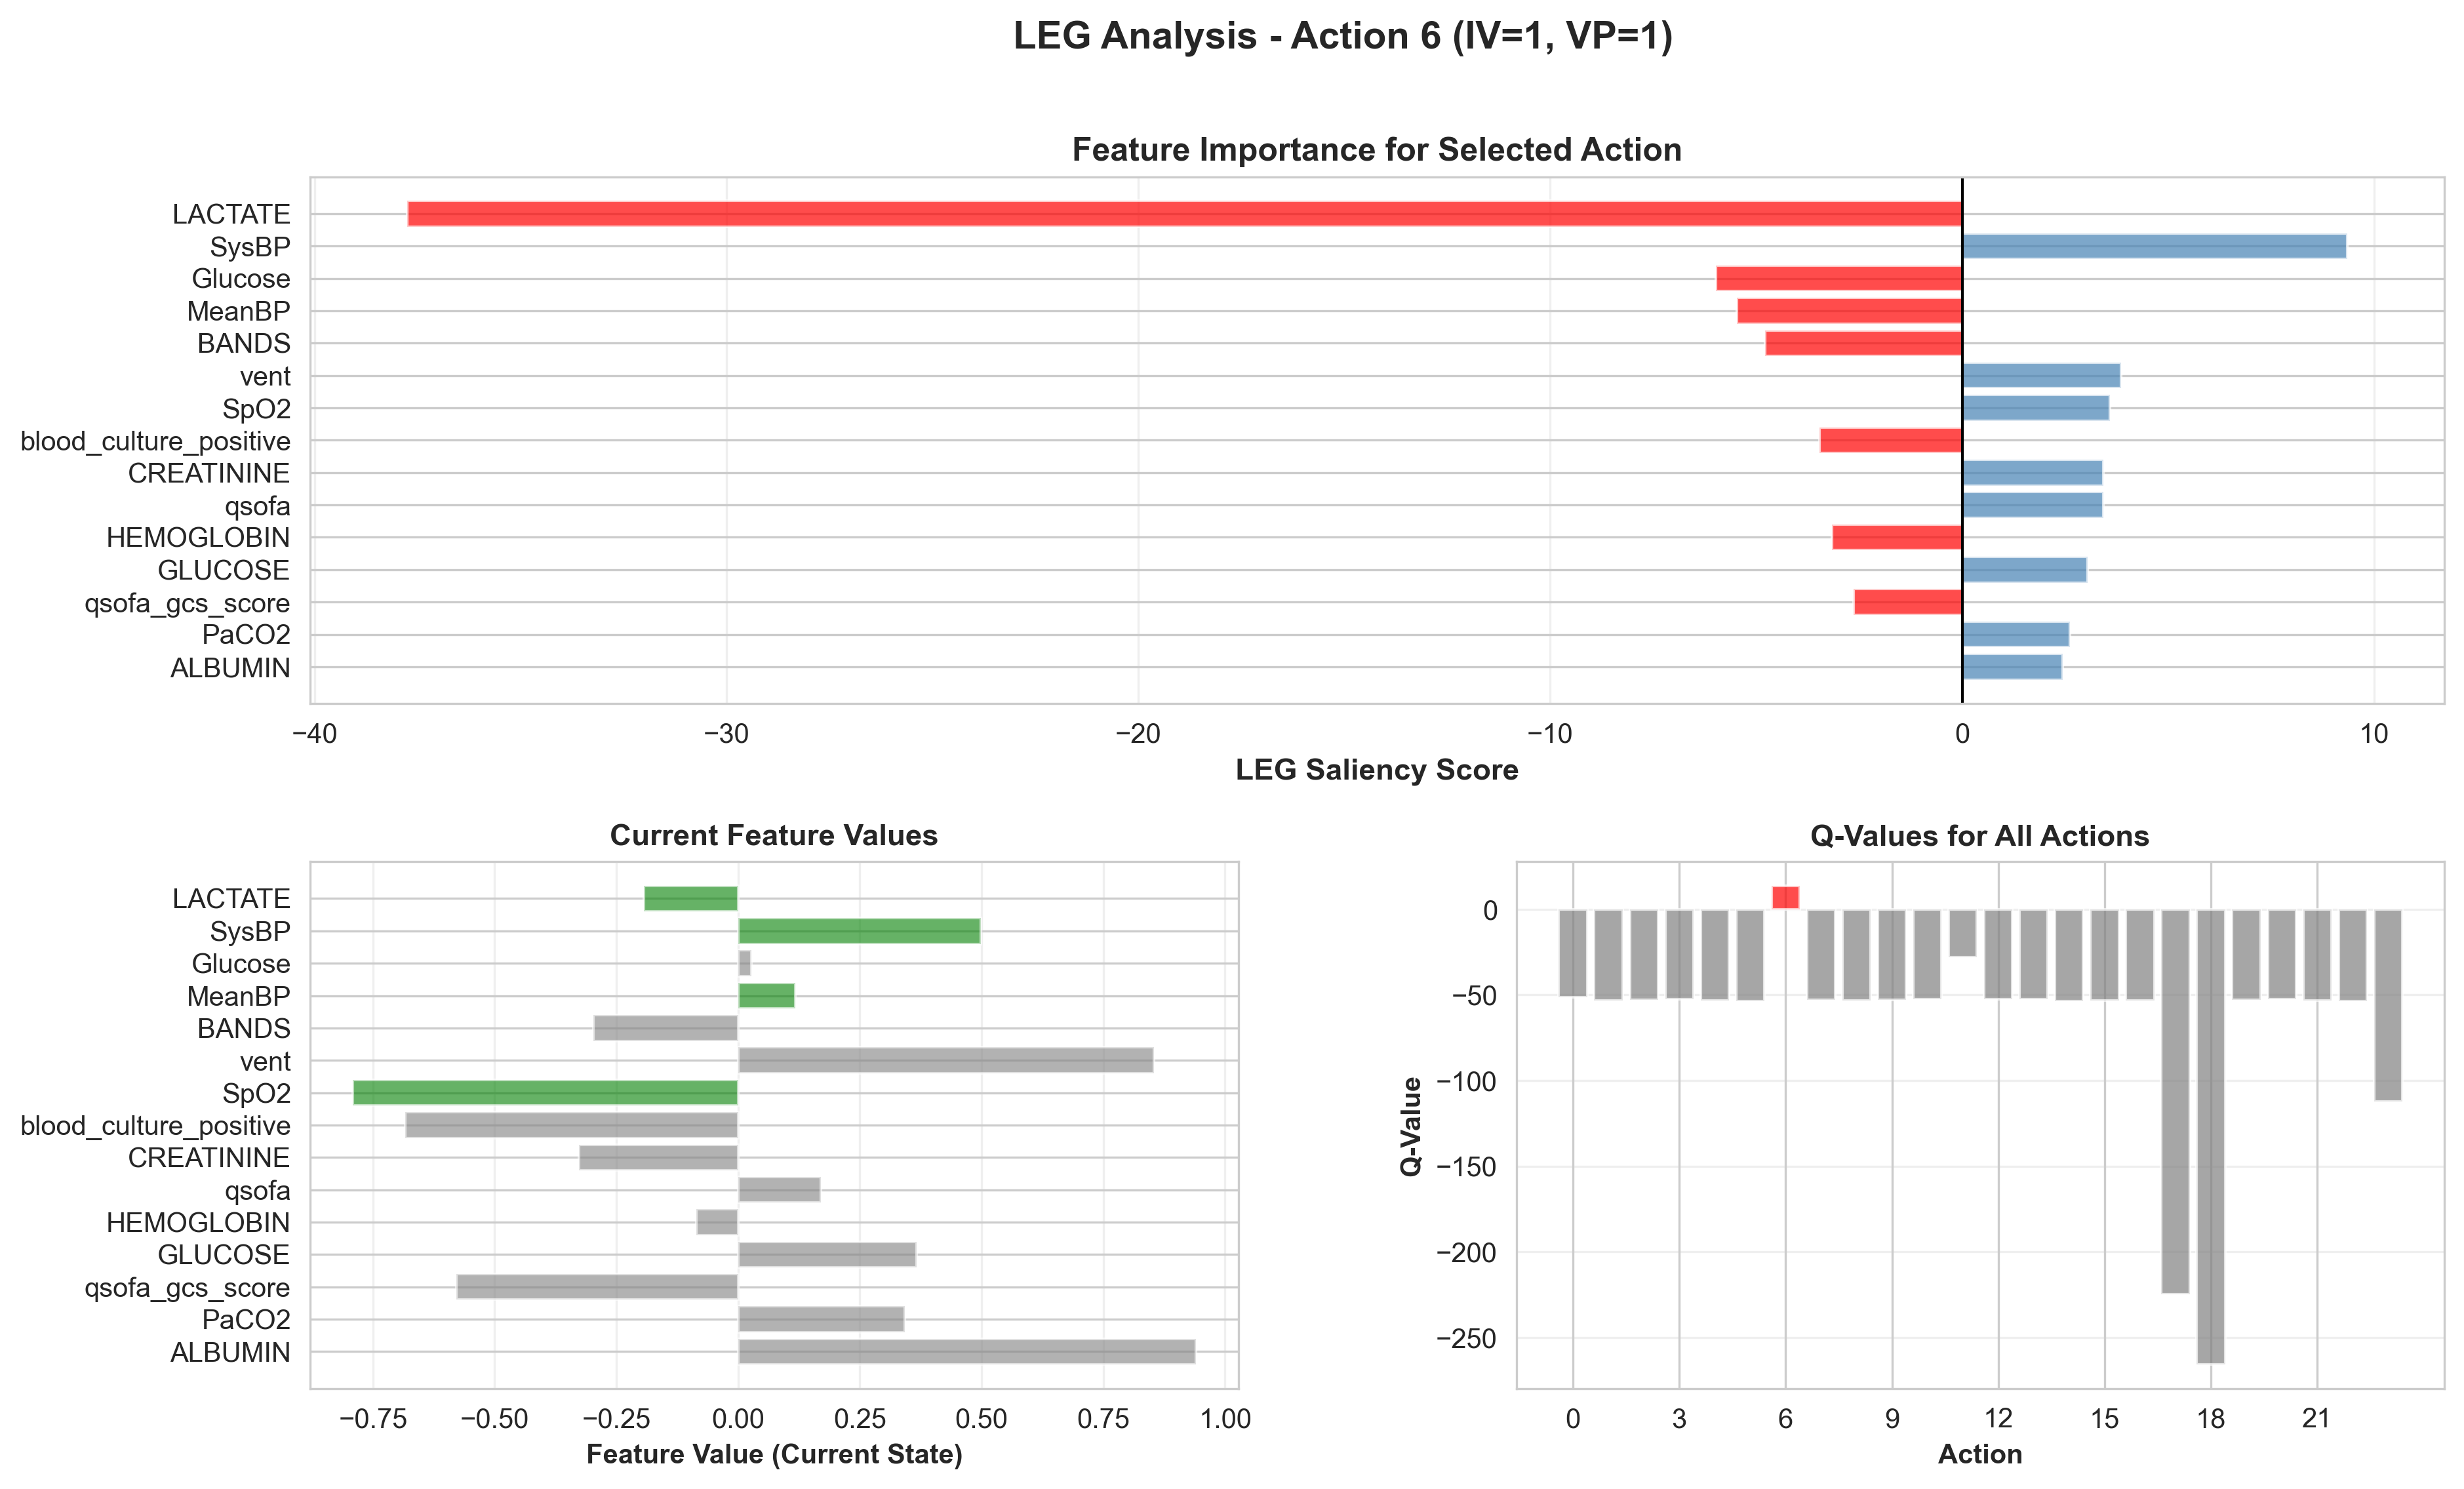 LEG Analysis - Action 6 (IV=1, VP=1)
Feature Importance for Selected Action
LACTATE
SysBP
Glucose
MeanBP
BANDS
vent
SpO2
blood_culture_positive
CREATININE
qsofa
HEMOGLOBIN
GLUCOSE
qsofa_gcs_score
PaCO2
ALBUMIN
−40 −30 −20 −10 0 10
LEG Saliency Score
Current Feature Values
LACTATE
SysBP
Glucose
MeanBP
BANDS
vent
SpO2
blood_culture_positive
CREATININE
qsofa
HEMOGLOBIN
GLUCOSE
qsofa_gcs_score
PaCO2
ALBUMIN
−0.75 −0.50 −0.25 0.00 0.25 0.50 0.75 1.00
Feature Value (Current State)
Q-Values for All Actions
Q-Value
0
−50
−100
−150
−200
−250
0 3 6 9 12 15 18 21
Action